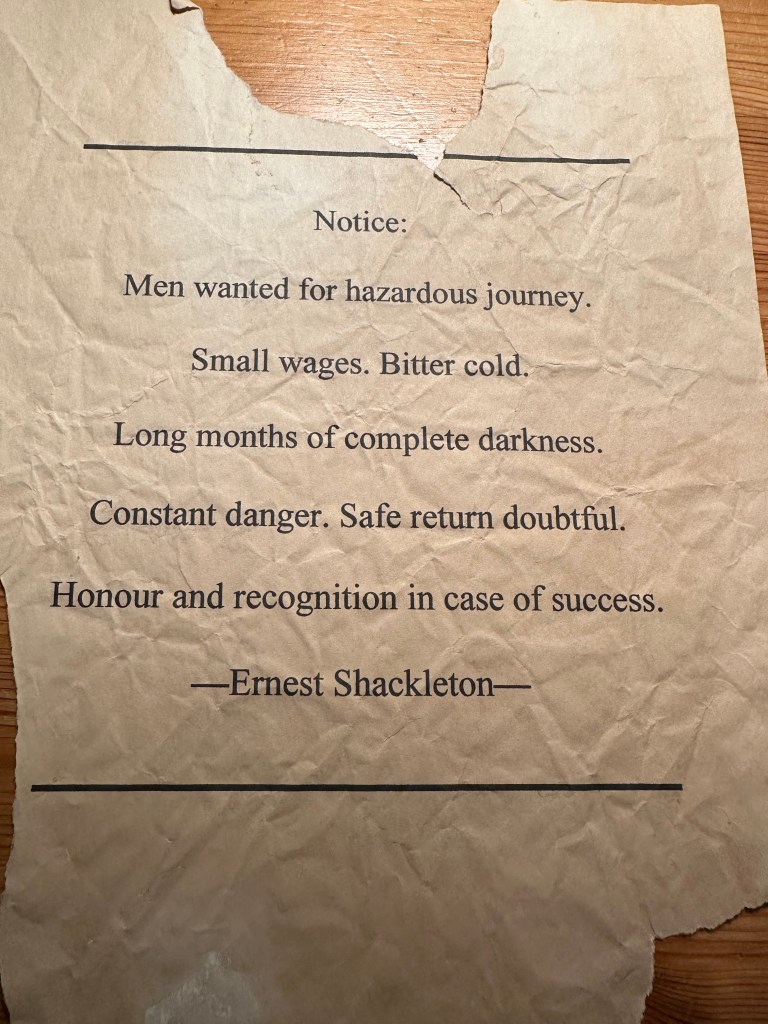 Notice:
Men wanted for hazardous journey.
Small wages. Bitter cold.
Long months of complete darkness.
Constant danger. Safe return doubtful.
Honour and recognition in case of success.
—Ernest Shackleton—